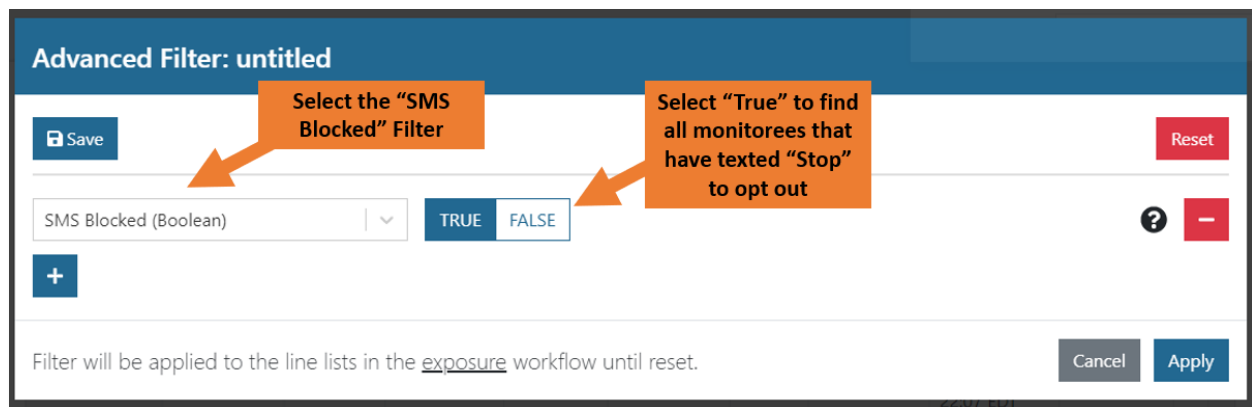 Advanced Filter: untitled
Select the “SMS
Blocked” Filter
Select “True” to find
all monitorees that
have texted “Stop”
to opt out
Save
Reset
SMS Blocked (Boolean)
TRUE
FALSE
?
Filter will be applied to the line lists in the exposure workflow until reset.
Cancel
Apply